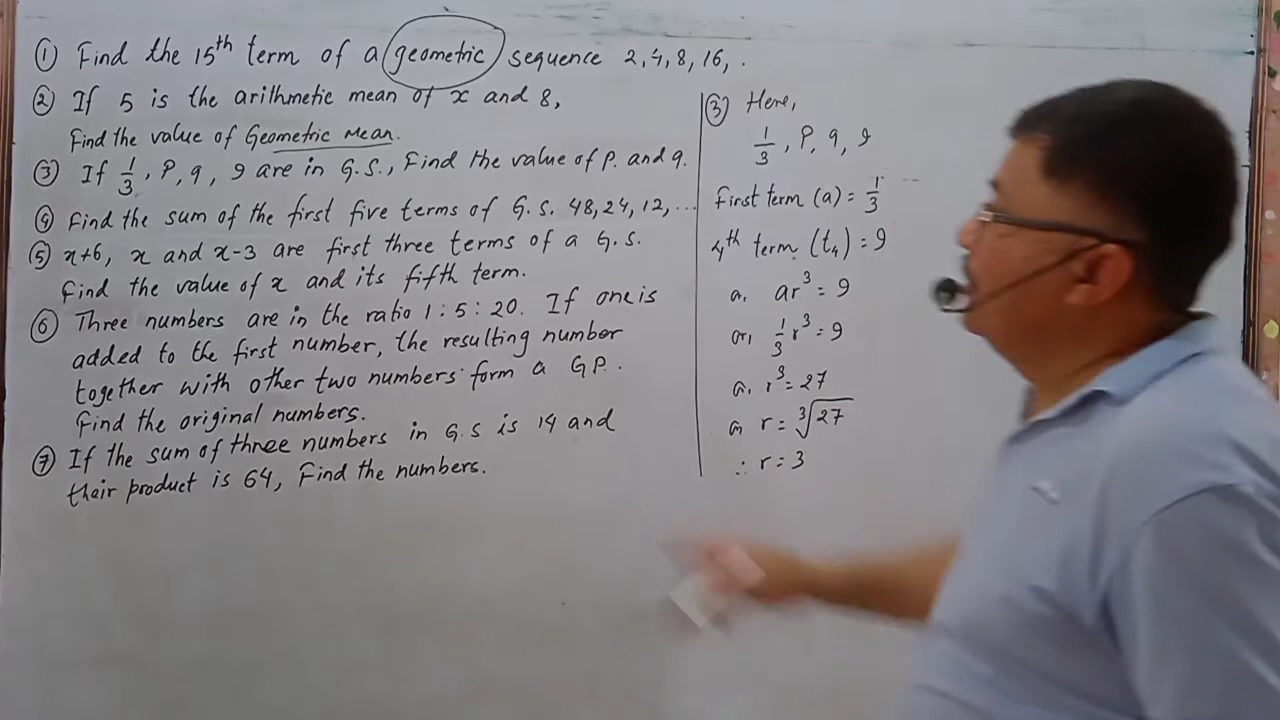 ① Find the 15th term of a geometric sequence 2,4,8,16, .
② If 5 is the arithmetic mean of x and 8,
Find the value of Geometric Mean.
③ If 1/3, P, q, 9 are in G.S., Find the value of P. and q.
④ Find the sum of the first five terms of G.S. 48,24,12,...
⑤ x+6, x and x-3 are first three terms of a G.S.
Find the value of x and its fifth term.
⑥ Three numbers are in the ratio 1:5:20. If one is
added to the first number, the resulting number
together with other two numbers form a G.P.
Find the original numbers.
⑦ If the sum of three numbers in G.S is 14 and
their product is 64, Find the numbers.
③ Here,
1/3, P, q, 9
First term (a) = 1/3
4th term (t₄) = 9
ar³ = 9
or, 1/3 r³ = 9
r³ = 27
r = ³√27
∴ r = 3